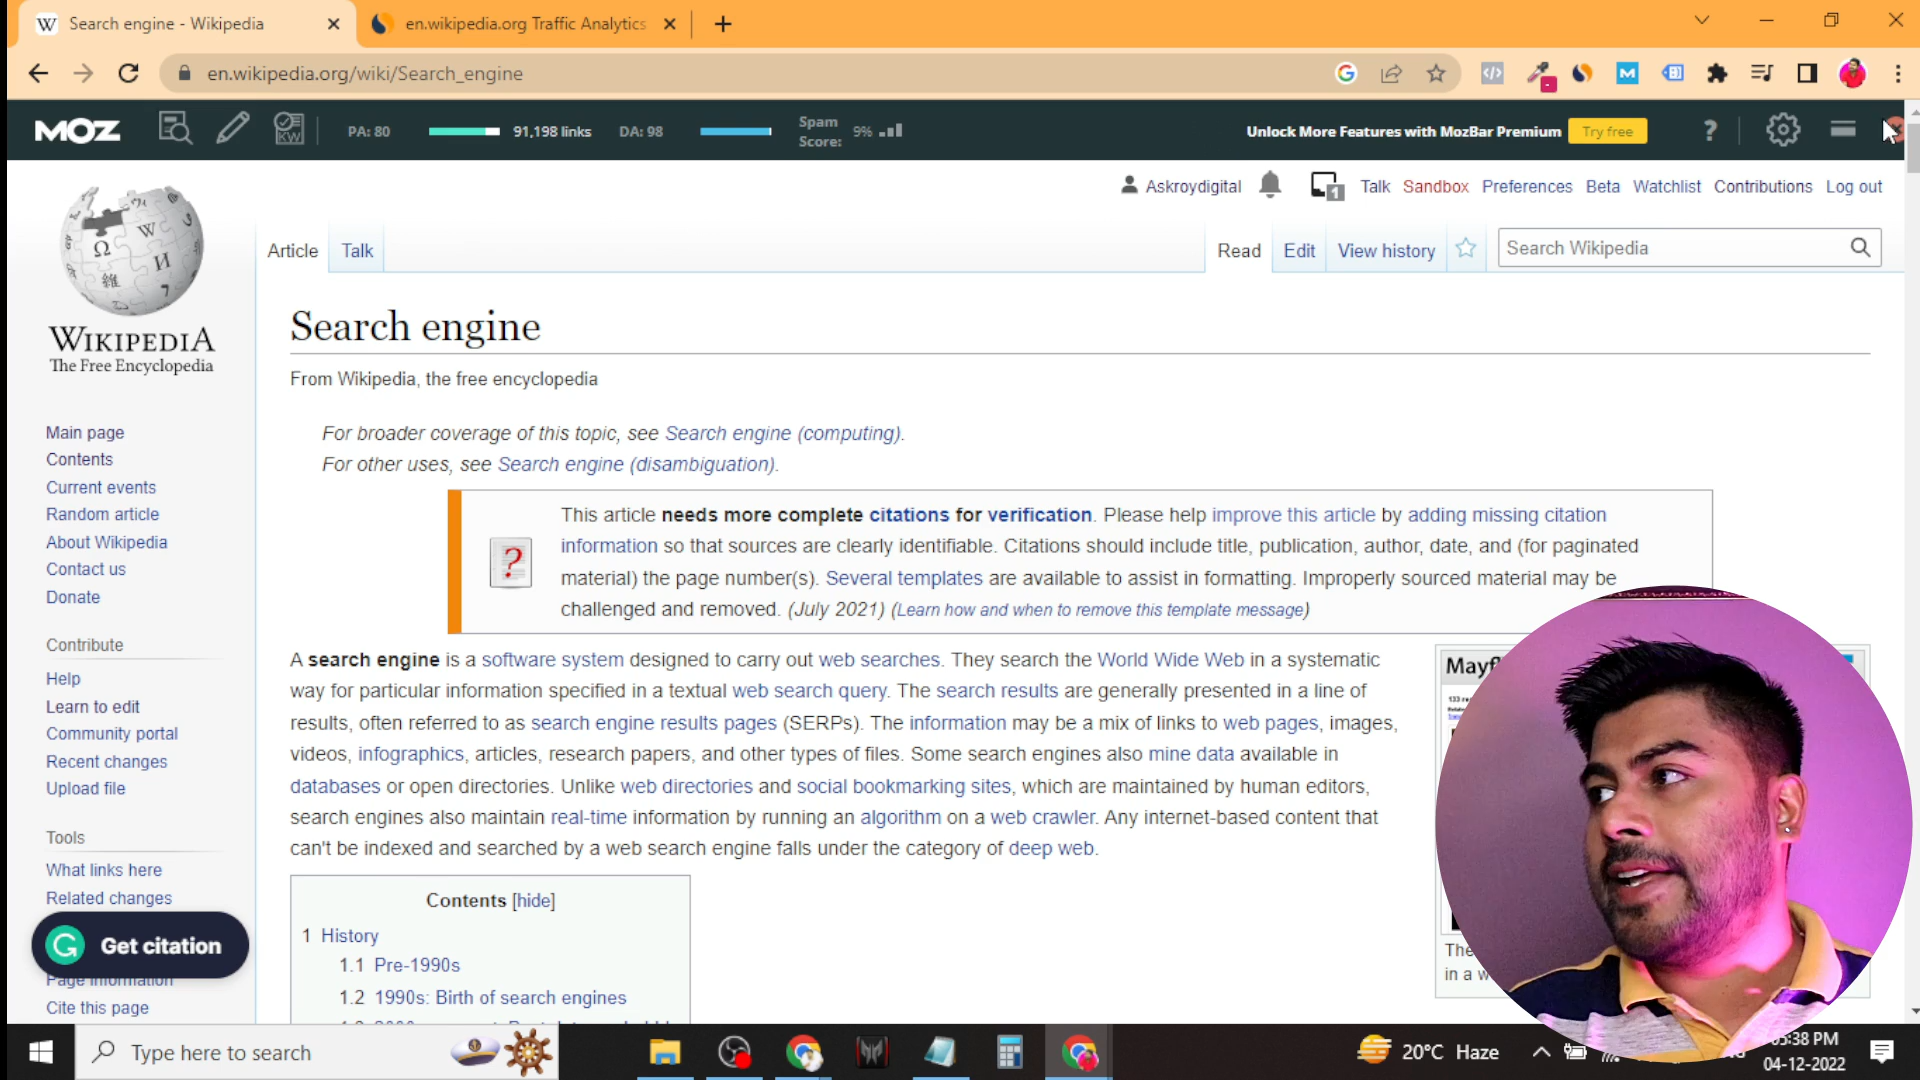 Search engine - Wikipedia
en.wikipedia.org Traffic Analytics
en.wikipedia.org/wiki/Search_engine
MOZ
KW
PA: 80
91,198 links
DA: 98
Spam Score:
9%
Unlock More Features with MozBar Premium
Try free
?
Askroydigital
1
Talk
Sandbox
Preferences
Beta
Watchlist
Contributions
Log out
Article
Talk
Read
Edit
View history
Search Wikipedia
WIKIPEDIA
The Free Encyclopedia
Main page
Contents
Current events
Random article
About Wikipedia
Contact us
Donate
Contribute
Help
Learn to edit
Community portal
Recent changes
Upload file
Tools
What links here
Related changes
Get citation
Page information
Cite this page
Search engine
From Wikipedia, the free encyclopedia
For broader coverage of this topic, see Search engine (computing).
For other uses, see Search engine (disambiguation).
This article needs more complete citations for verification. Please help improve this article by adding missing citation
information so that sources are clearly identifiable. Citations should include title, publication, author, date, and (for paginated
material) the page number(s). Several templates are available to assist in formatting. Improperly sourced material may be
challenged and removed. (July 2021) (Learn how and when to remove this template message)
A search engine is a software system designed to carry out web searches. They search the World Wide Web in a systematic
way for particular information specified in a textual web search query. The search results are generally presented in a line of
results, often referred to as search engine results pages (SERPs). The information may be a mix of links to web pages, images,
videos, infographics, articles, research papers, and other types of files. Some search engines also mine data available in
databases or open directories. Unlike web directories and social bookmarking sites, which are maintained by human editors,
search engines also maintain real-time information by running an algorithm on a web crawler. Any internet-based content that
can't be indexed and searched by a web search engine falls under the category of deep web.
Contents [hide]
1 History
1.1 Pre-1990s
1.2 1990s: Birth of search engines
Mayf
The
in a w
Type here to search
20°C Haze
04-12-2022